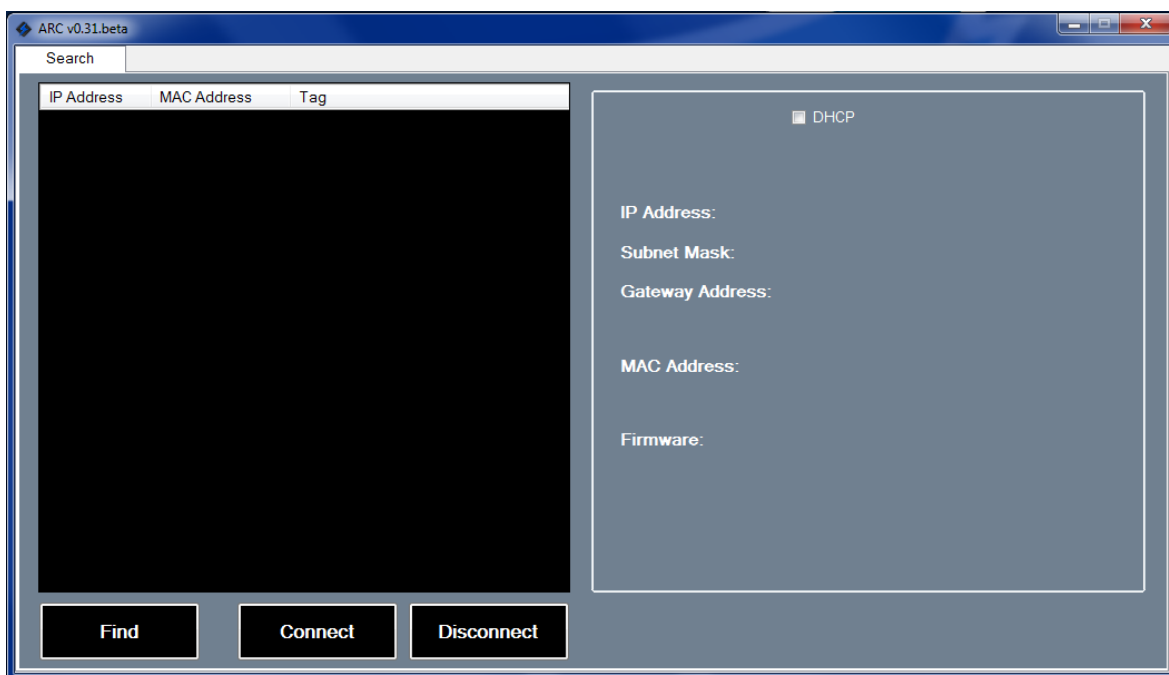 ARC v0.31.beta
Search
IP Address MAC Address Tag
DHCP
IP Address:
Subnet Mask:
Gateway Address:
MAC Address:
Firmware:
Find Connect Disconnect